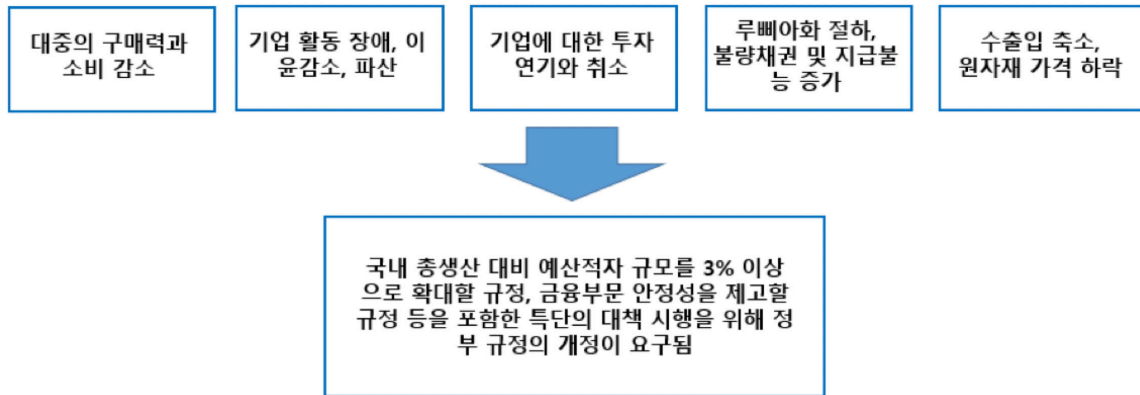 대중의 구매력과
소비 감소
기업 활동 장애, 이
윤감소, 파산
기업에 대한 투자
연기와 취소
루삐아화 절하,
불량채권 및 지급불
능 증가
수출입 축소,
원자재 가격 하락
국내 총생산 대비 예산적자 규모를 3% 이상
으로 확대할 규정, 금융부문 안정성을 제고할
규정 등을 포함한 특단의 대책 시행을 위해 정
부 규정의 개정이 요구됨